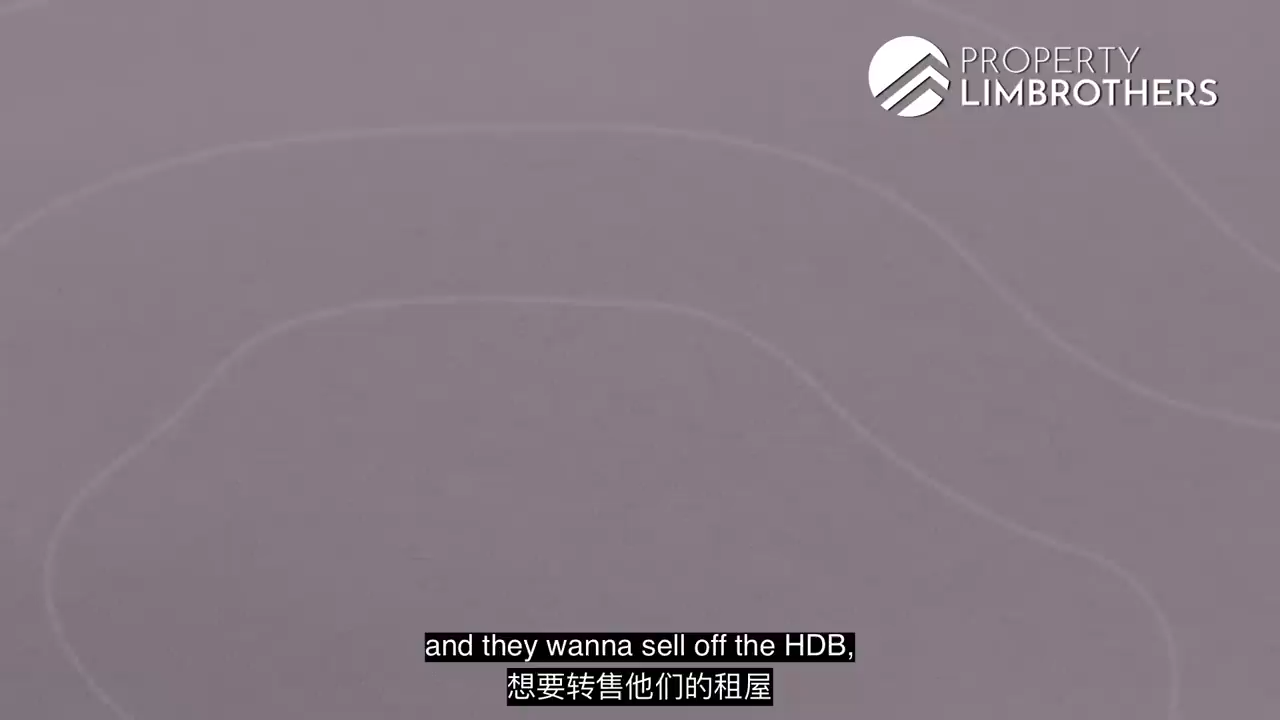 PROPERTY
LIMBROTHERS
and they wanna sell off the HDB,
想要转售他们的租屋